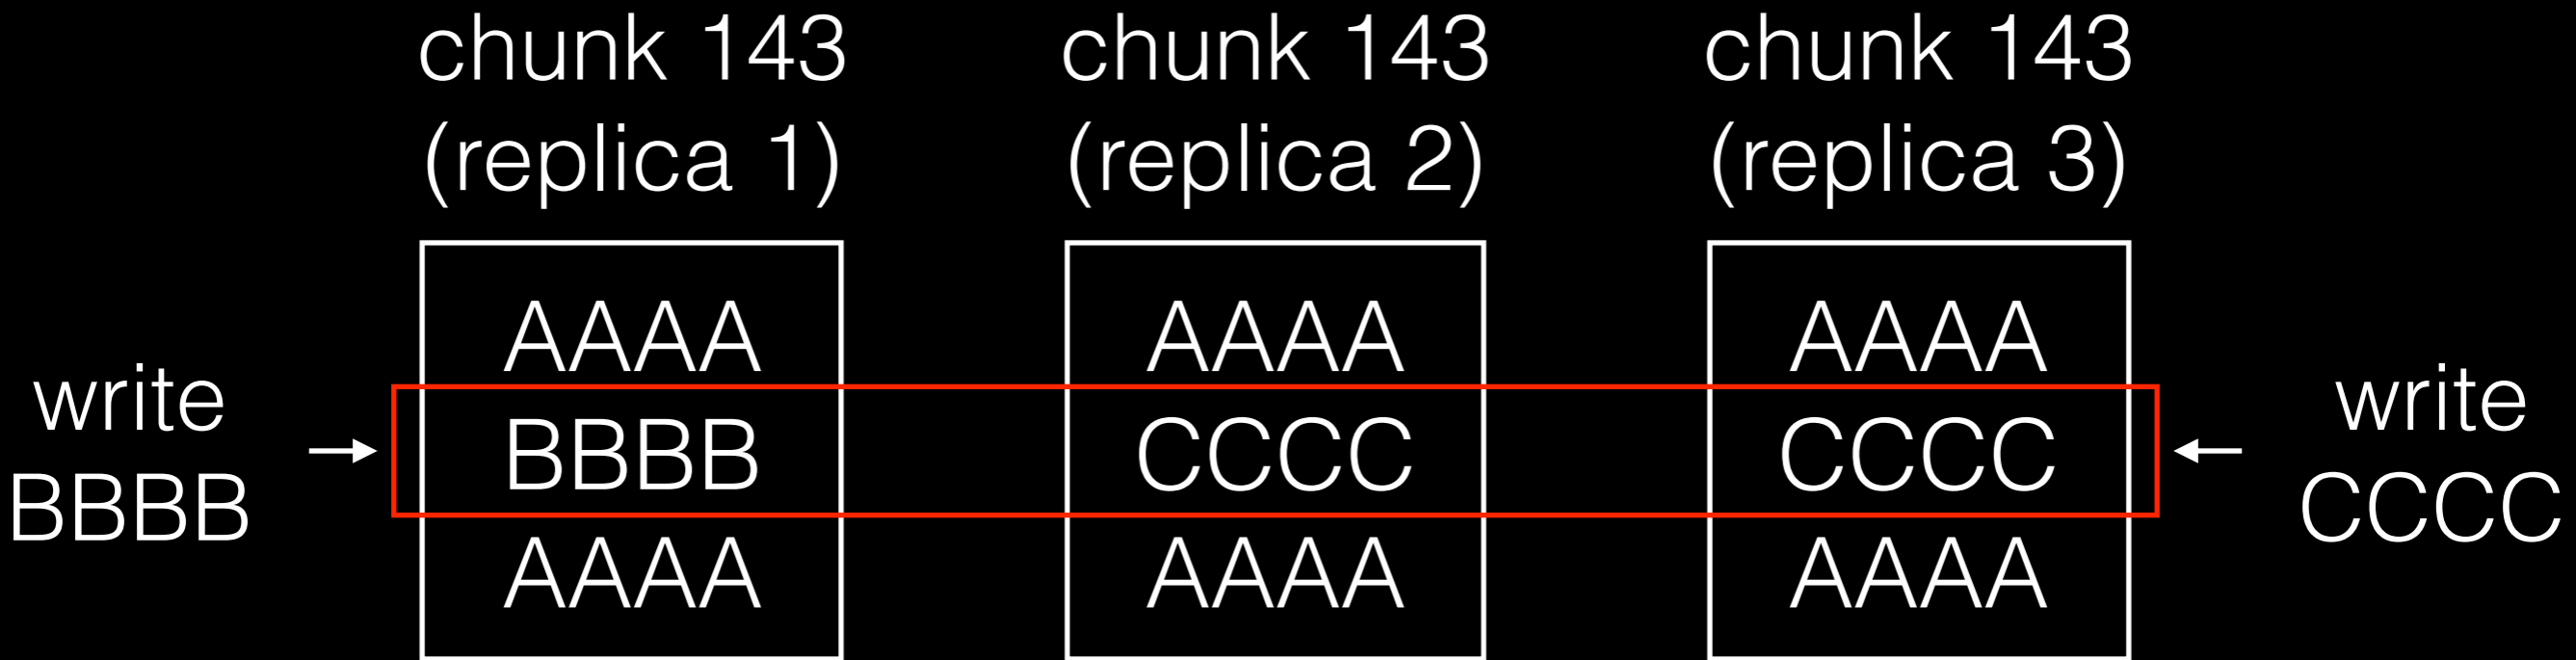 chunk 143
(replica 1)
chunk 143
(replica 2)
chunk 143
(replica 3)
write
BBBB
AAAA
BBBB
AAAA
AAAA
CCCC
AAAA
AAAA
CCCC
AAAA
write
CCCC